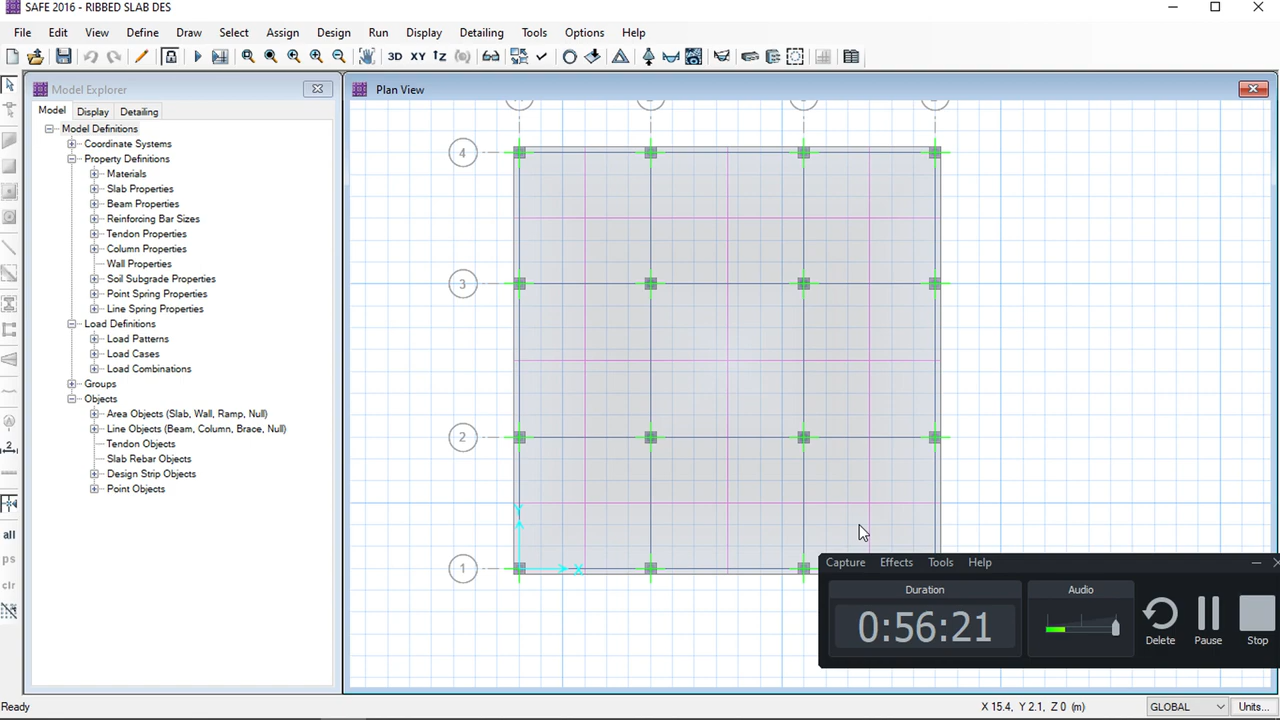 SAFE 2016 - RIBBED SLAB DES
File Edit View Define Draw Select Assign Design Run Display Detailing Tools Options Help
3D XY
Model Explorer
Model Display Detailing
Model Definitions
Coordinate Systems
Property Definitions
Materials
Slab Properties
Beam Properties
Reinforcing Bar Sizes
Tendon Properties
Column Properties
Wall Properties
Soil Subgrade Properties
Point Spring Properties
Line Spring Properties
Load Definitions
Load Patterns
Load Cases
Load Combinations
Groups
Objects
Area Objects (Slab, Wall, Ramp, Null)
Line Objects (Beam, Column, Brace, Null)
Tendon Objects
Slab Rebar Objects
Design Strip Objects
Point Objects
all
ps
clr
Plan View
4
3
2
1
Y
X
Capture Effects Tools Help
Duration
0:56:21
Audio
Delete Pause Stop
Ready
X 15.4, Y 2.1, Z 0 (m)
GLOBAL
Units...